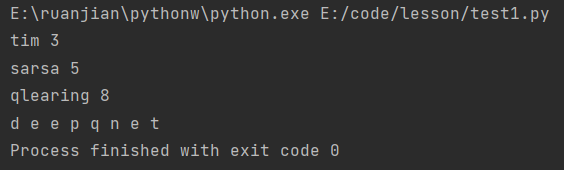 E:\ruanjian\pythonw\python.exe E:/code/lesson/test1.py
tim 3
sarsa 5
qlearing 8
d e e p q n e t
Process finished with exit code 0